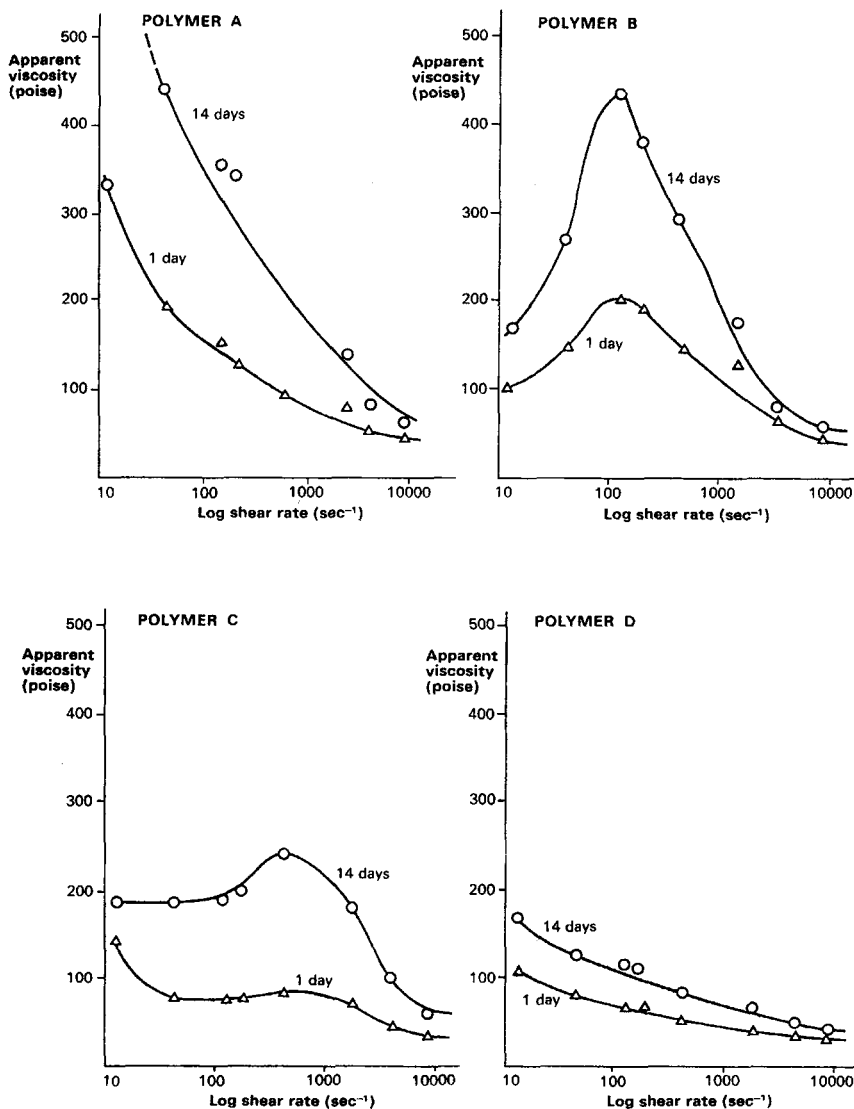 POLYMER A
500
Apparent
viscosity
(poise)
400
300
200
100
14 days
1 day
10 100 1000 10000
Log shear rate (sec⁻¹)
POLYMER B
500
Apparent
viscosity
(poise)
400
300
200
100
14 days
1 day
10 100 1000 10000
Log shear rate (sec⁻¹)
POLYMER C
500
Apparent
viscosity
(poise)
400
300
200
100
14 days
1 day
10 100 1000 10000
Log shear rate (sec⁻¹)
POLYMER D
500
Apparent
viscosity
(poise)
400
300
200
100
14 days
1 day
10 100 1000 10000
Log shear rate (sec⁻¹)